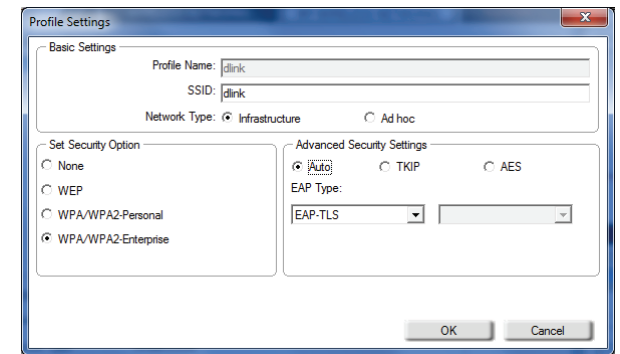 Profile Settings
Basic Settings
Profile Name: dlink
SSID: dlink
Network Type: Infrastructure Ad hoc
Set Security Option
None
WEP
WPA/WPA2-Personal
WPA/WPA2-Enterprise
Advanced Security Settings
Auto TKIP AES
EAP Type:
EAP-TLS
OK Cancel